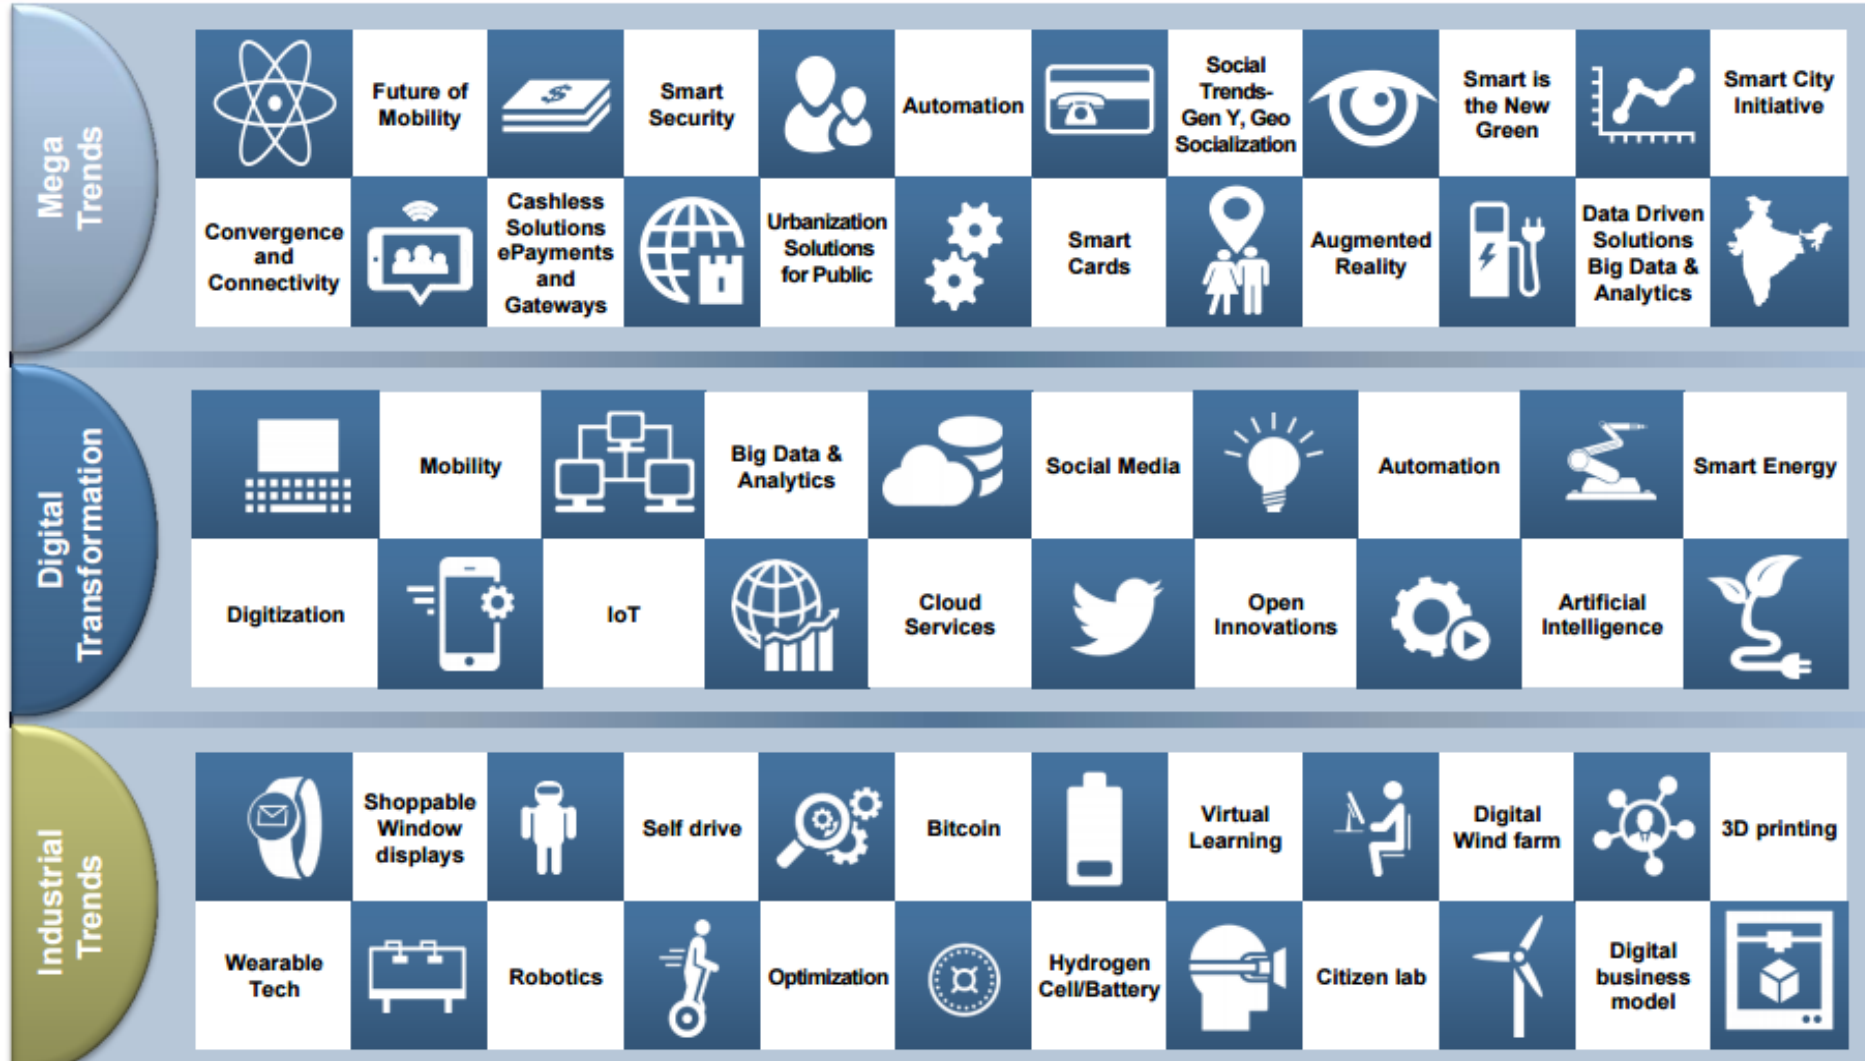 Mega
Trends
Future of
Mobility
Smart
Security
Automation
Social
Trends-
Gen Y, Geo
Socialization
Smart is
the New
Green
Smart City
Initiative
Convergence
and
Connectivity
Cashless
Solutions
ePayments
and
Gateways
Urbanization
Solutions
for Public
Smart
Cards
Augmented
Reality
Data Driven
Solutions
Big Data &
Analytics
$
Digital
Transformation
Mobility
Big Data &
Analytics
Social Media
Automation
Smart Energy
Digitization
IoT
Cloud
Services
Open
Innovations
Artificial
Intelligence
Industrial
Trends
Shoppable
Window
displays
Self drive
Bitcoin
Virtual
Learning
Digital
Wind farm
3D printing
Wearable
Tech
Robotics
Optimization
Hydrogen
Cell/Battery
Citizen lab
Digital
business
model